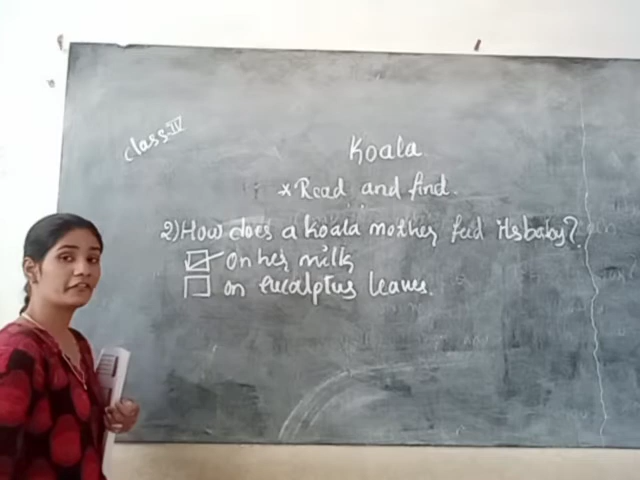 Class IV
Koala
* Read and find.
2) How does a koala mother feed its baby?
☑ On her milk
☐ on eucalptus leaves.